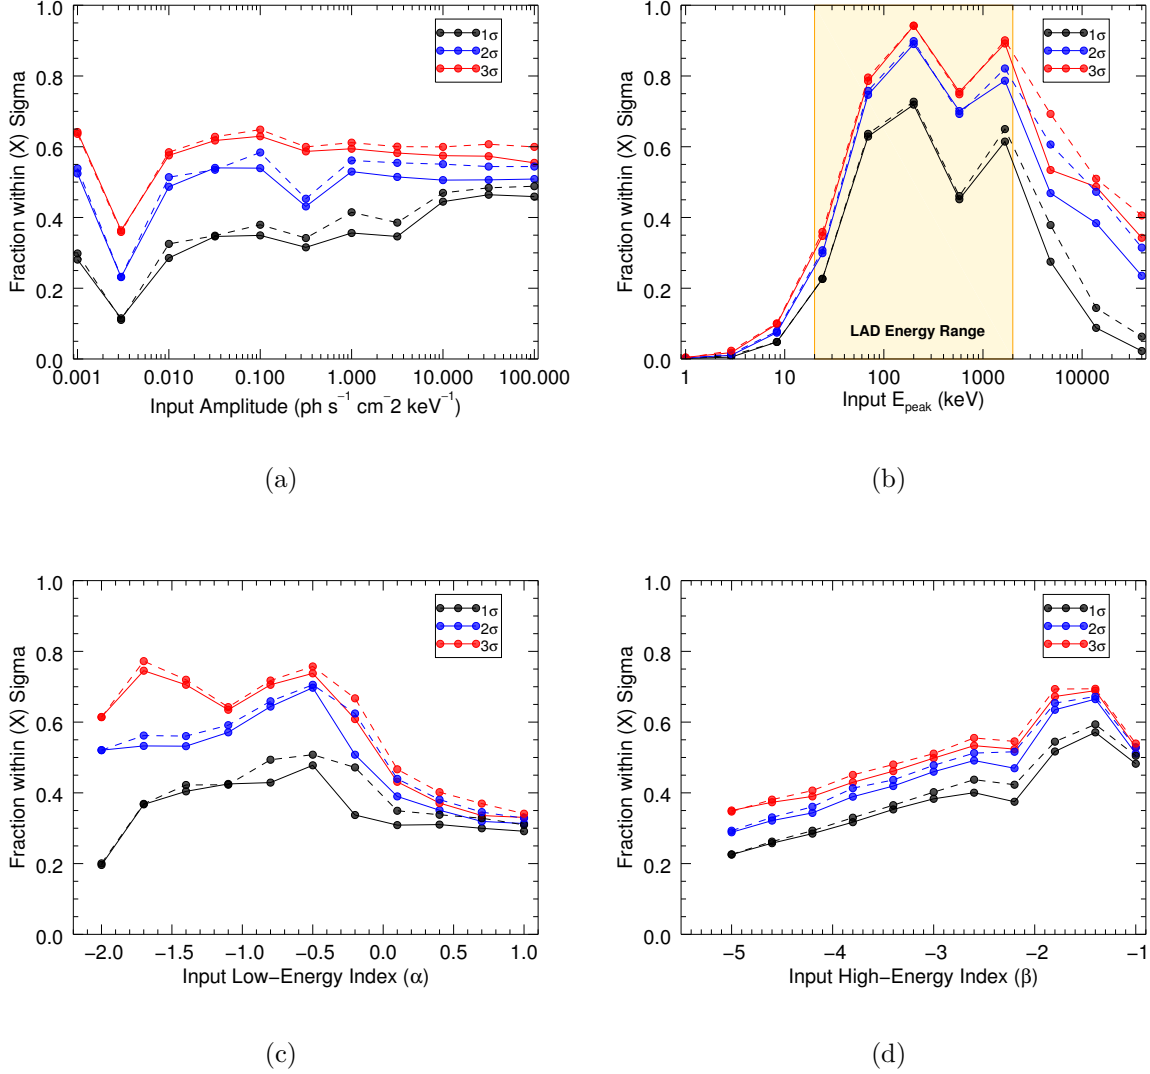 1.0
0.8
0.6
0.4
0.2
0.0
Fraction within (X) Sigma
1σ
2σ
3σ
0.001 0.010 0.100 1.000 10.000 100.000
Input Amplitude (ph s⁻¹ cm⁻2 keV⁻¹)
(a)
1.0
0.8
0.6
0.4
0.2
0.0
Fraction within (X) Sigma
1σ
2σ
3σ
LAD Energy Range
1 10 100 1000 10000
Input E_peak (keV)
(b)
1.0
0.8
0.6
0.4
0.2
0.0
Fraction within (X) Sigma
1σ
2σ
3σ
−2.0 −1.5 −1.0 −0.5 0.0 0.5 1.0
Input Low−Energy Index (α)
(c)
1.0
0.8
0.6
0.4
0.2
0.0
Fraction within (X) Sigma
1σ
2σ
3σ
−5 −4 −3 −2 −1
Input High−Energy Index (β)
(d)